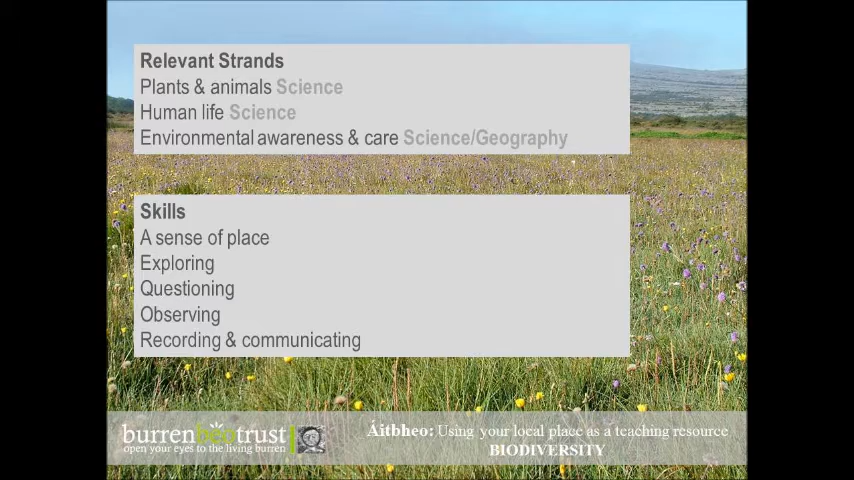 Relevant Strands
Plants & animals Science
Human life Science
Environmental awareness & care Science/Geography
Skills
A sense of place
Exploring
Questioning
Observing
Recording & communicating
burrenbeotrust
open your eyes to the living burren
Áitbheo: Using your local place as a teaching resource
BIODIVERSITY